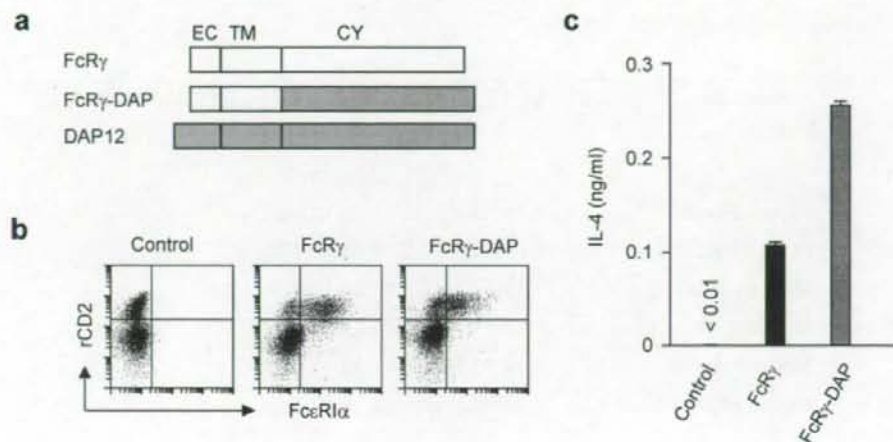 a
EC TM CY
FcRγ
FcRγ-DAP
DAP12
b
Control FcRγ FcRγ-DAP
rCD2
FcεRIα
c
IL-4 (ng/ml)
0.3
0.2
0.1
0
< 0.01
Control
FcRγ
FcRγ-DAP